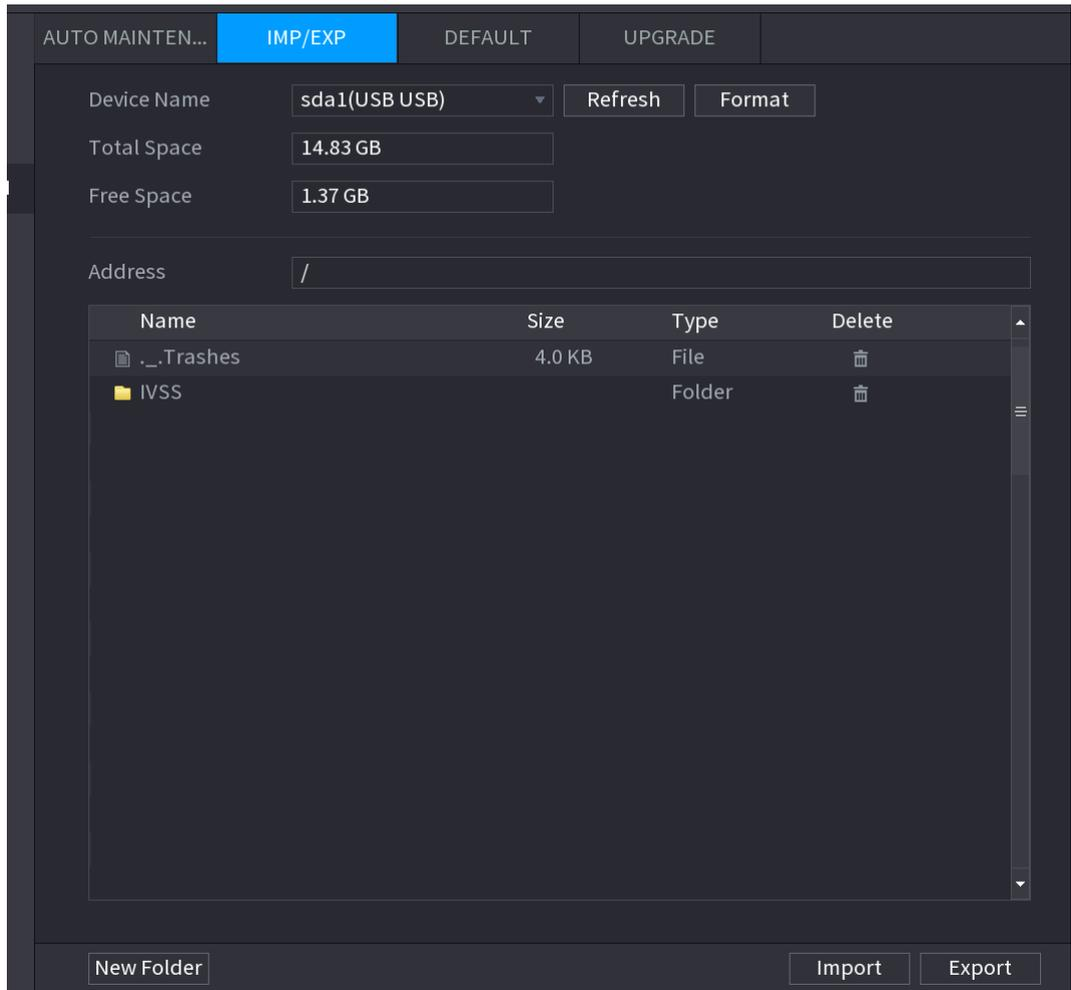 AUTO MAINTEN... IMP/EXP DEFAULT UPGRADE
Device Name sda1(USB USB) Refresh Format
Total Space 14.83 GB
Free Space 1.37 GB
Address /
Name Size Type Delete
._.Trashes 4.0 KB File
IVSS Folder
New Folder Import Export